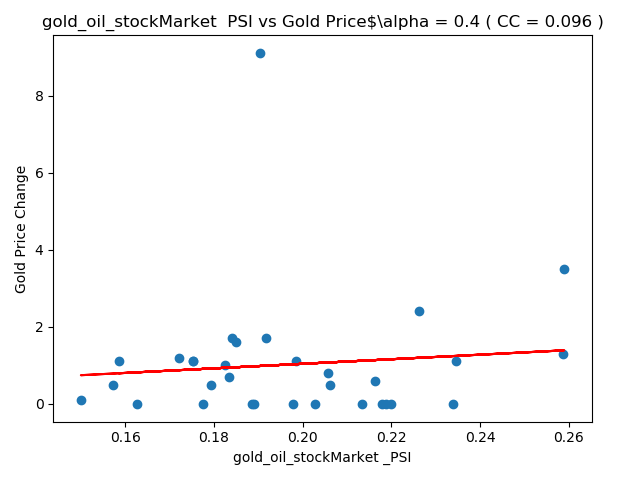 gold_oil_stockMarket  PSI vs Gold Price$\alpha = 0.4 ( CC = 0.096 )
8
6
4
2
0
Gold Price Change
0.16 0.18 0.20 0.22 0.24 0.26
gold_oil_stockMarket _PSI